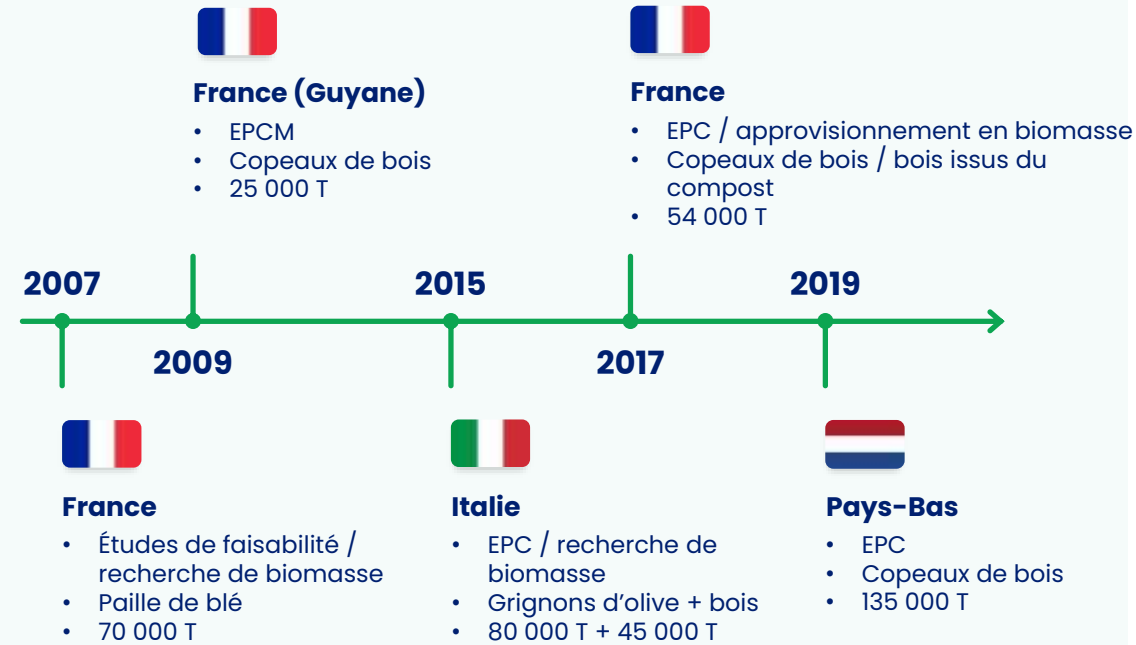 France (Guyane)
• EPCM
• Copeaux de bois
• 25 000 T
France
• EPC / approvisionnement en biomasse
• Copeaux de bois / bois issus du
compost
• 54 000 T
2007
2015
2019
2009
2017
France
• Études de faisabilité /
recherche de biomasse
• Paille de blé
• 70 000 T
Italie
• EPC / recherche de
biomasse
• Grignons d’olive + bois
• 80 000 T + 45 000 T
Pays-Bas
• EPC
• Copeaux de bois
• 135 000 T